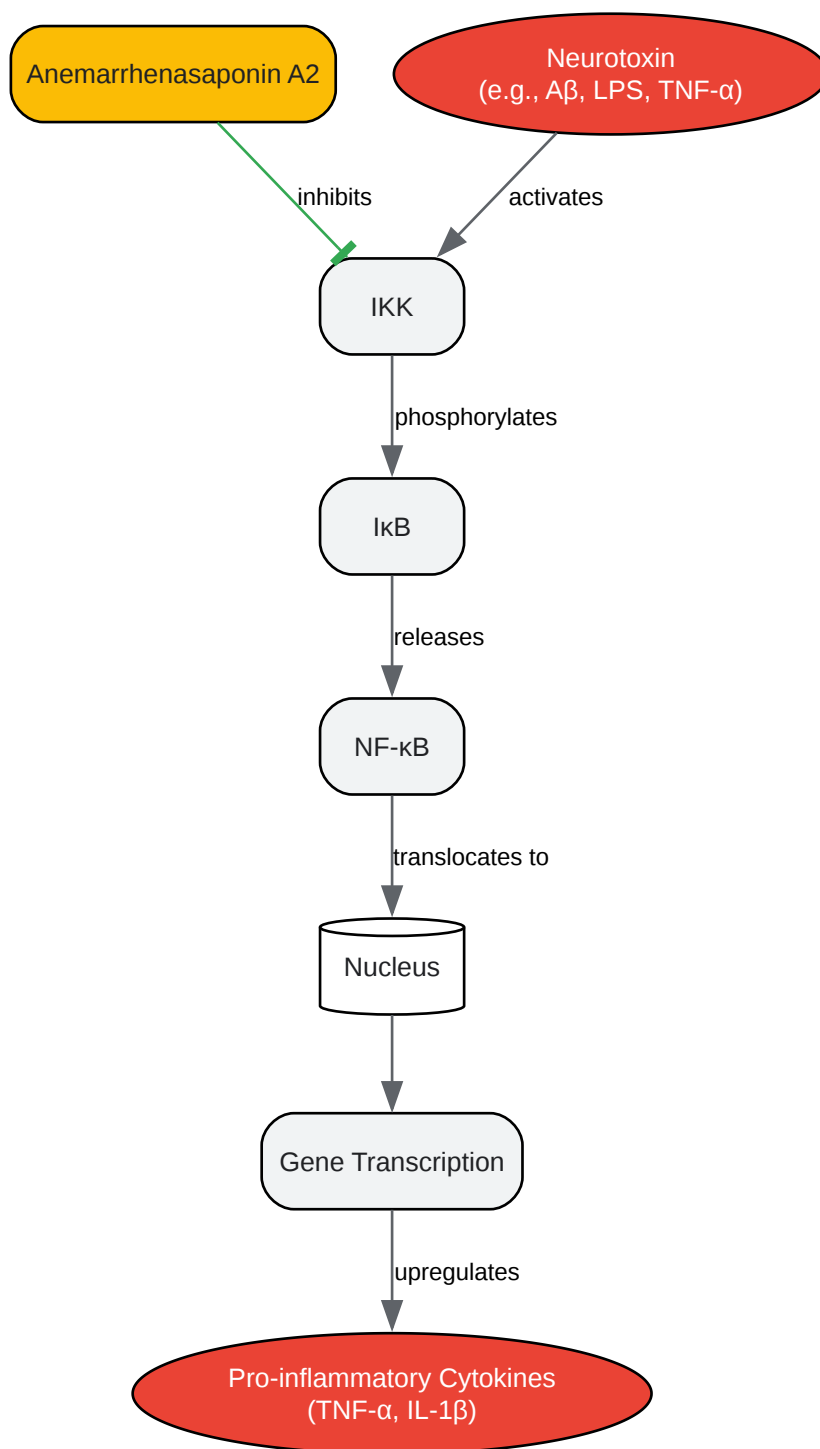 Anemarrhenasaponin A2
Neurotoxin
(e.g., Aβ, LPS, TNF-α)
inhibits
activates
IKK
phosphorylates
IκB
releases
NF-κB
translocates to
Nucleus
Gene Transcription
upregulates
Pro-inflammatory Cytokines
(TNF-α, IL-1β)